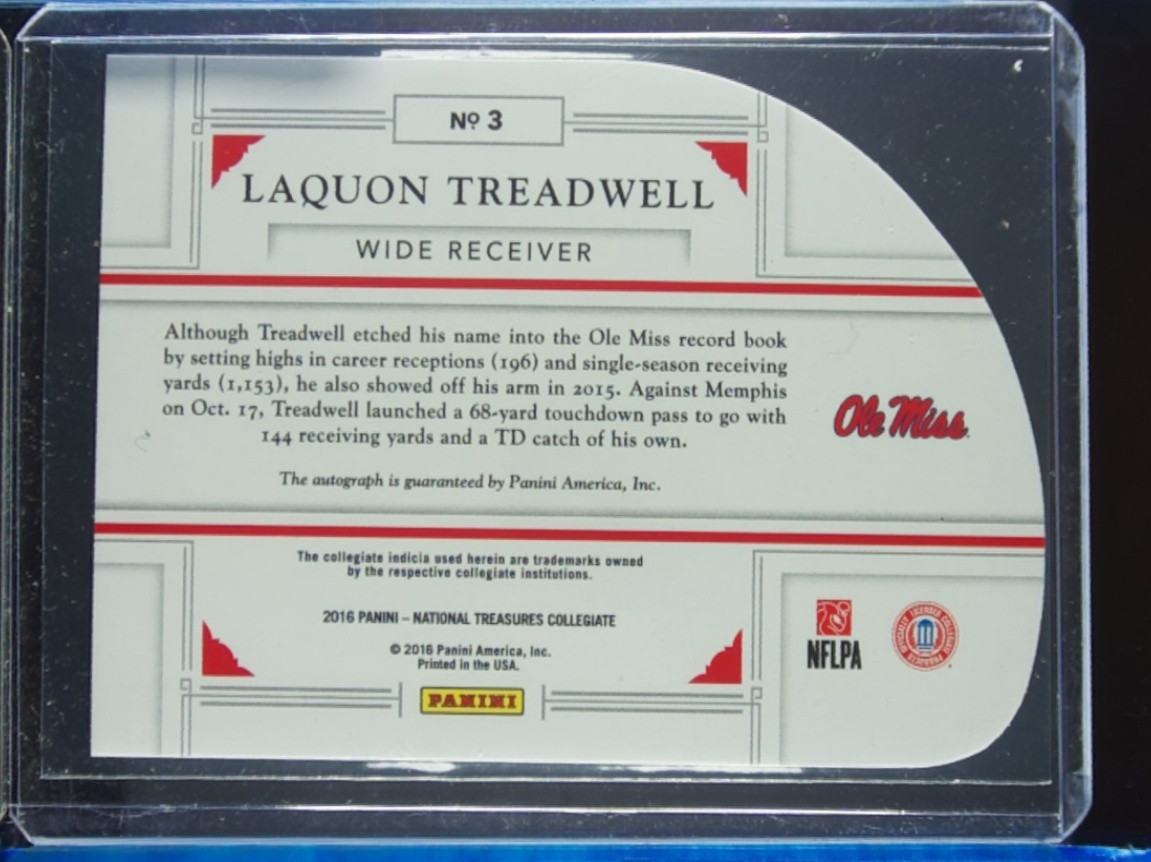 Nº 3
LAQUON TREADWELL
WIDE RECEIVER
Although Treadwell etched his name into the Ole Miss record book
by setting highs in career receptions (196) and single-season receiving
yards (1,153), he also showed off his arm in 2015. Against Memphis
on Oct. 17, Treadwell launched a 68-yard touchdown pass to go with
144 receiving yards and a TD catch of his own.
Ole Miss
The autograph is guaranteed by Panini America, Inc.
The collegiate indicia used herein are trademarks owned
by the respective collegiate institutions.
2016 PANINI – NATIONAL TREASURES COLLEGIATE
© 2016 Panini America, Inc.
Printed in the USA.
PANINI
NFLPA
OFFICIALLY LICENSED COLLEGIATE PRODUCTS